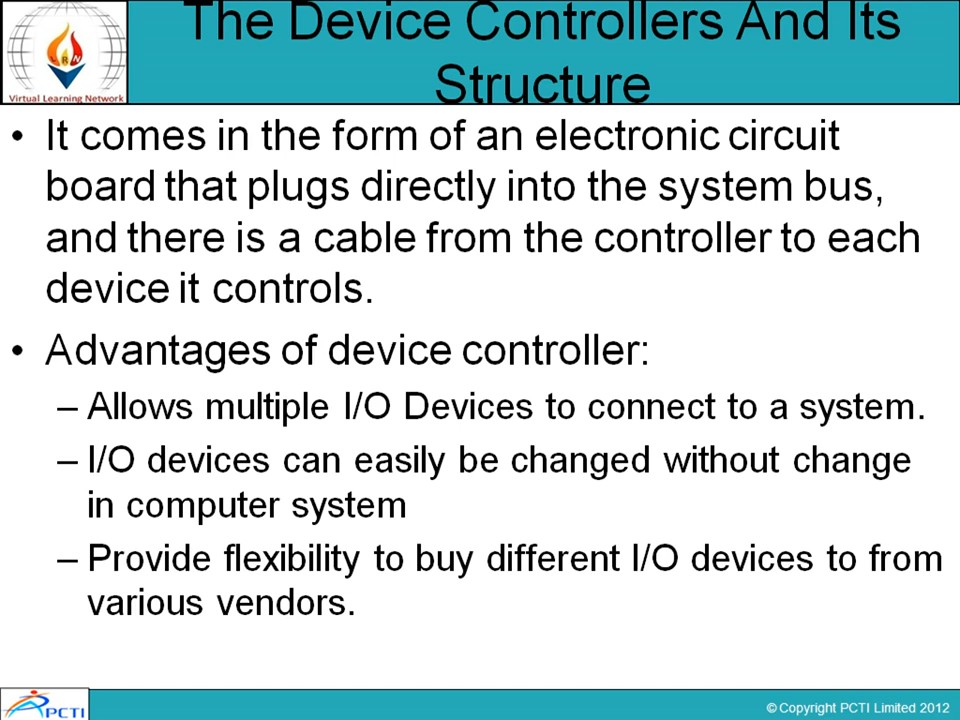 The Device Controllers And Its
Structure
RN
Virtual Learning Network
• It comes in the form of an electronic circuit
board that plugs directly into the system bus,
and there is a cable from the controller to each
device it controls.
• Advantages of device controller:
– Allows multiple I/O Devices to connect to a system.
– I/O devices can easily be changed without change
in computer system
– Provide flexibility to buy different I/O devices to from
various vendors.
PCTI
© Copyright PCTI Limited 2012